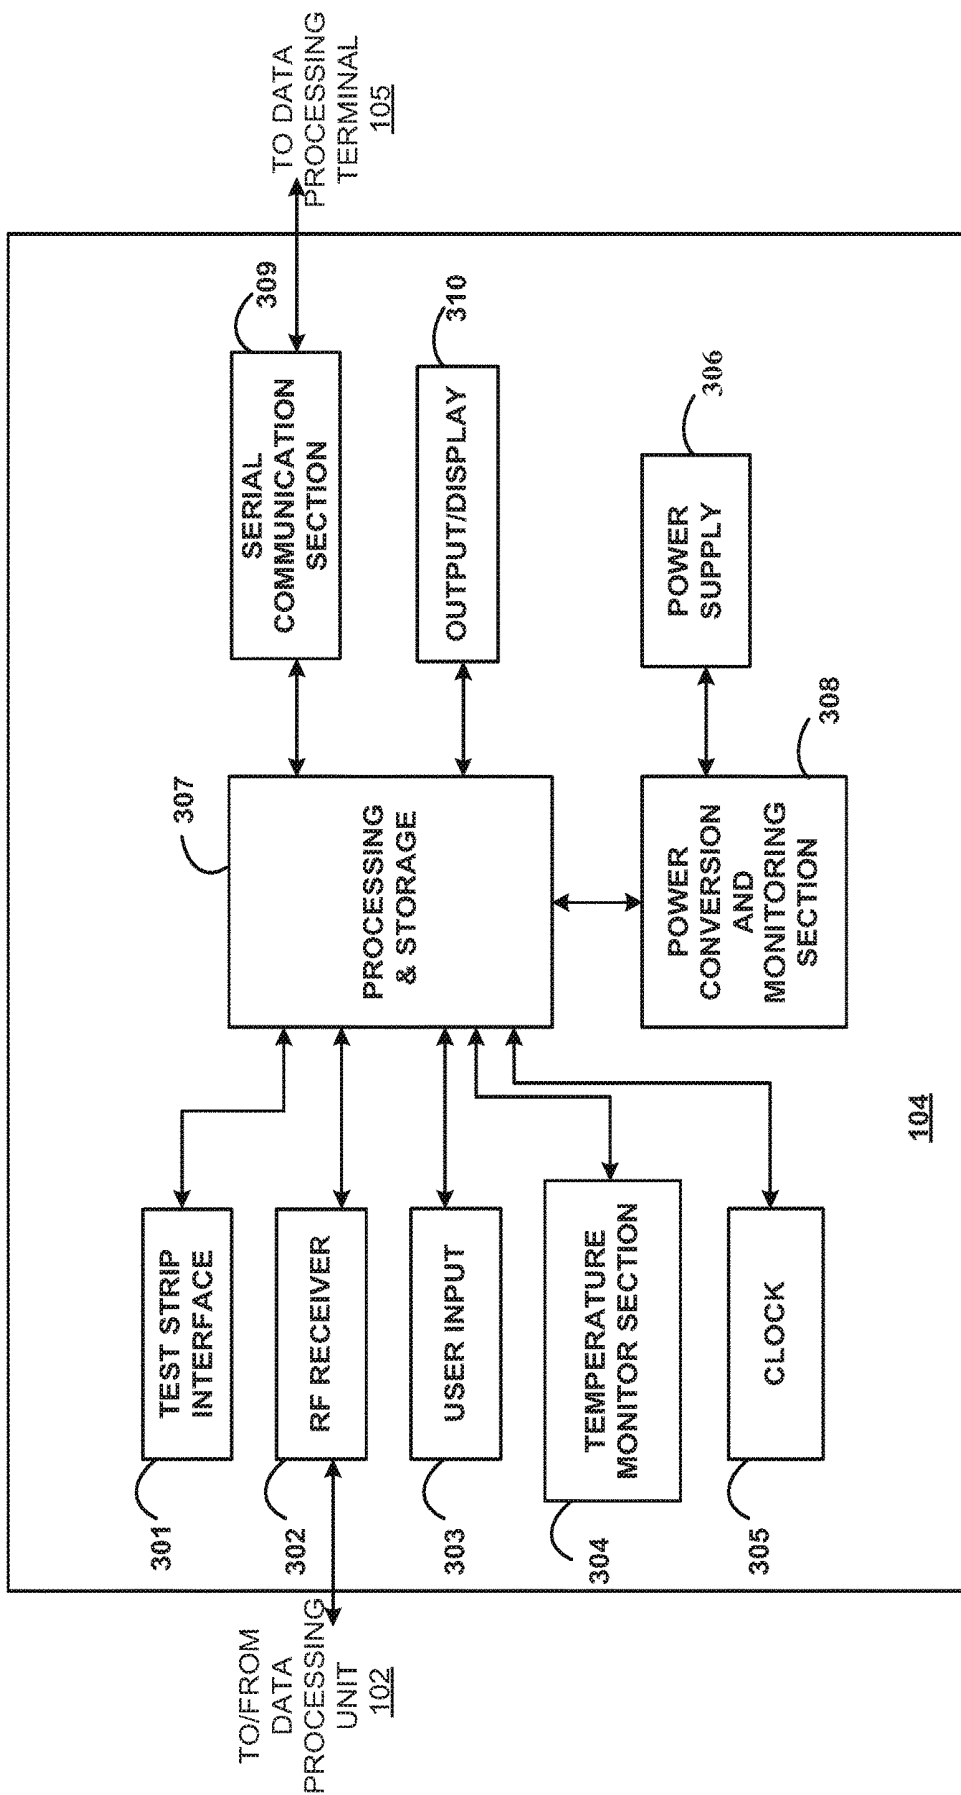 TO/FROM
DATA
PROCESSING
UNIT
102
301
TEST STRIP
INTERFACE
302
RF RECEIVER
303
USER INPUT
304
TEMPERATURE
MONITOR SECTION
305
CLOCK
307
PROCESSING
& STORAGE
POWER
CONVERSION
AND
MONITORING
SECTION
308
SERIAL
COMMUNICATION
SECTION
309
OUTPUT/DISPLAY
310
POWER
SUPPLY
306
TO DATA
PROCESSING
TERMINAL
105
104